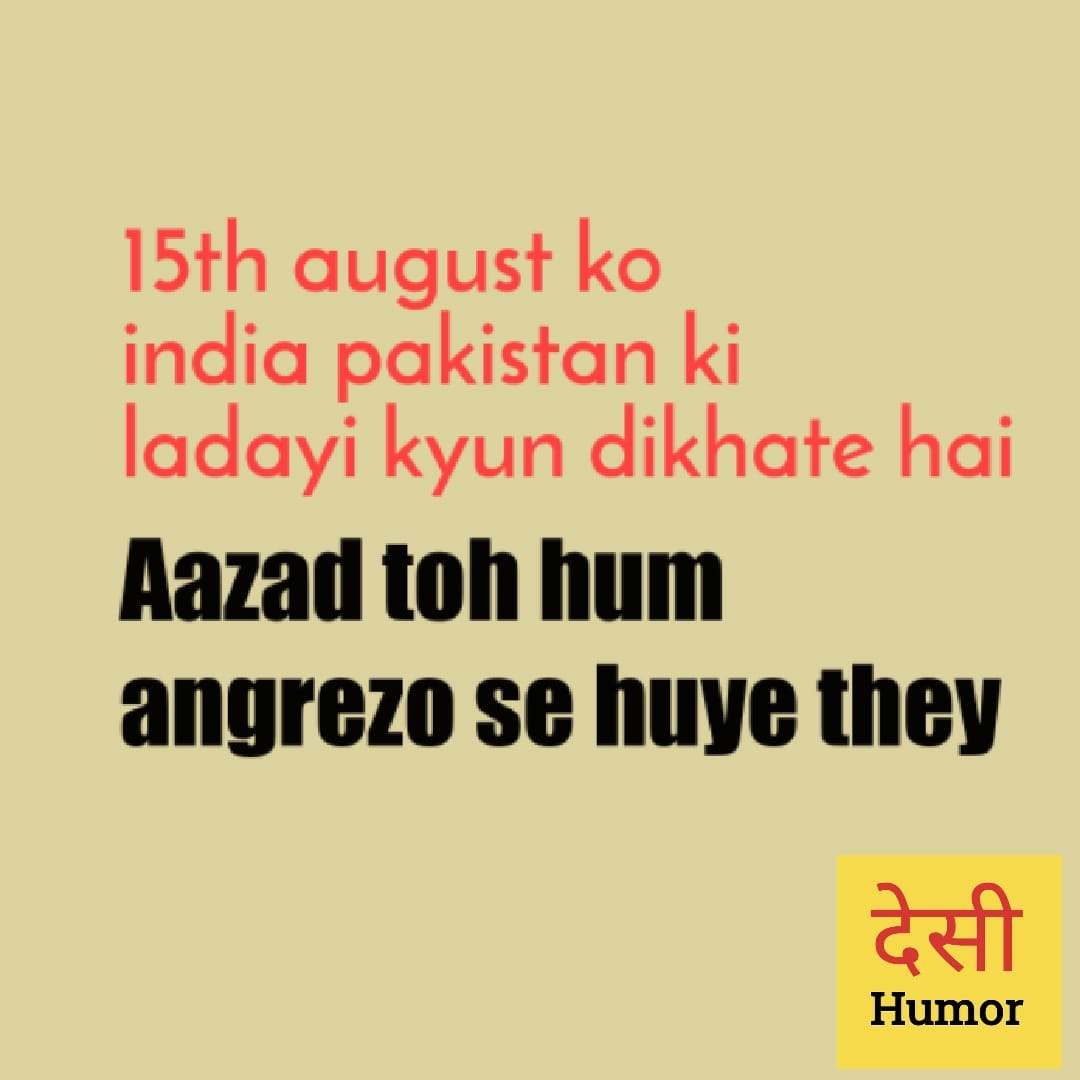 15th august ko
india pakistan ki
ladayi kyun dikhate hai
Aazad toh hum
angrezo se huye they
देसी
Humor